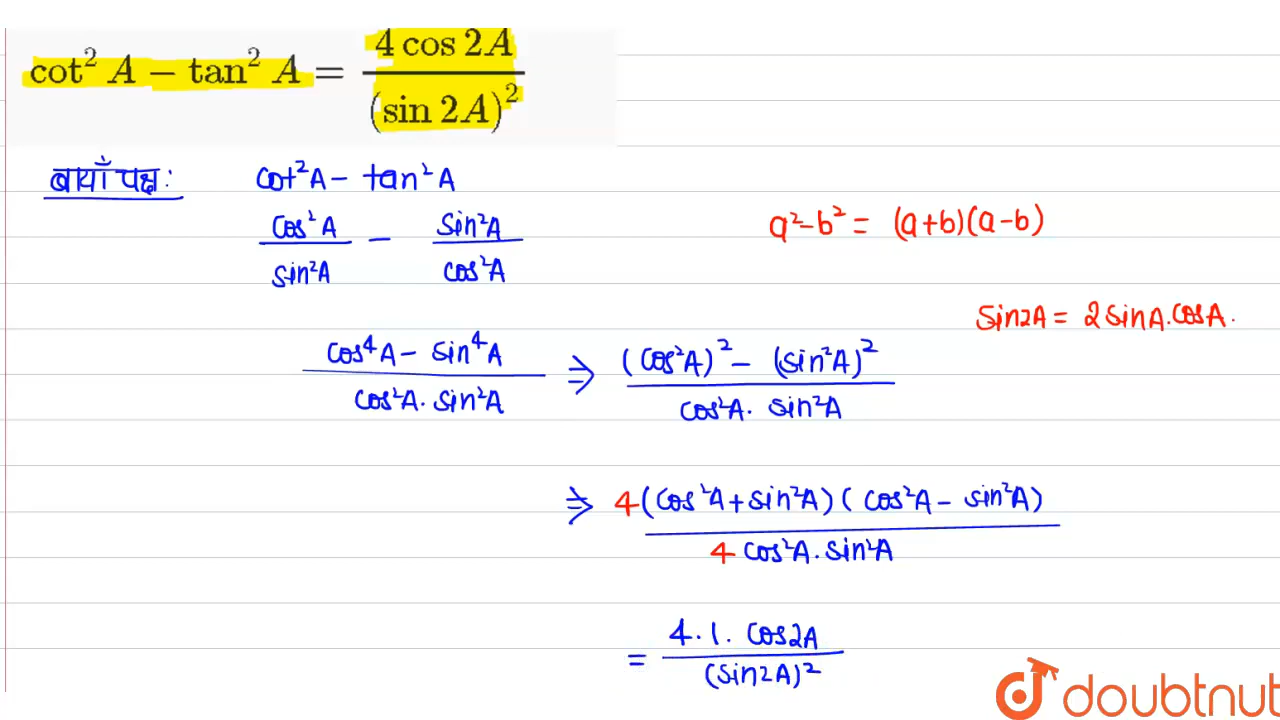 cot² A − tan² A = 4 cos 2A / (sin 2A)²
बायाँ पक्ष: cot²A − tan²A
cos²A / sin²A − sin²A / cos²A
a²−b² = (a+b)(a−b)
sin2A = 2 sinA.cosA.
cos⁴A − sin⁴A / cos²A. sin²A ⇒ (cos²A)² − (sin²A)² / cos²A. sin²A
⇒ 4 (cos²A + sin²A) (cos²A − sin²A) / 4 cos²A. sin²A
= 4. 1. cos2A / (sin2A)²
doubtnut